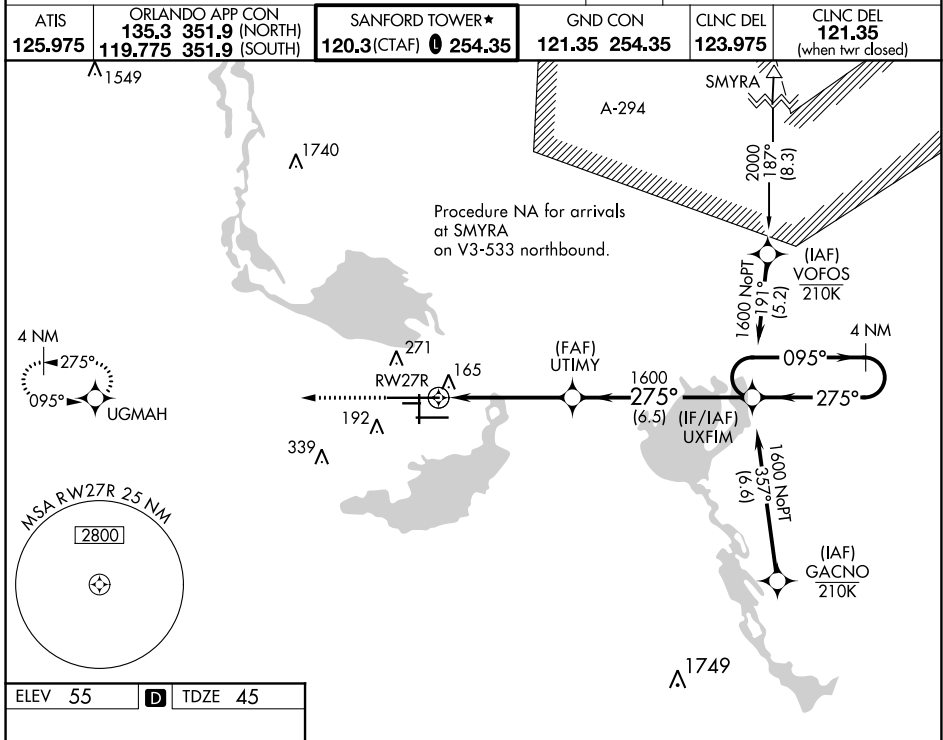 ATIS
125.975
ORLANDO APP CON
135.3 351.9 (NORTH)
119.775 351.9 (SOUTH)
SANFORD TOWER★
120.3(CTAF) L 254.35
GND CON
121.35 254.35
CLNC DEL
123.975
CLNC DEL
121.35
(when twr closed)
1549
SMYRA
A-294
1740
2000
187°
(8.3)
Procedure NA for arrivals
at SMYRA
on V3-533 northbound.
(IAF)
VOFOS
210K
1600 NoPT
191°
(5.2)
4 NM
275°
095°
UGMAH
4 NM
095°
275°
271
RW27R
165
(FAF)
UTIMY
1600
275°
(6.5)
(IF/IAF)
UXFIM
192
339
1600 NoPT
357°
(6.6)
MSA RW27R 25 NM
2800
(IAF)
GACNO
210K
1749
ELEV 55
D
TDZE 45